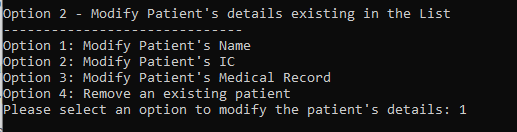 Option 2 - Modify Patient's details existing in the List
------------------------------
Option 1: Modify Patient's Name
Option 2: Modify Patient's IC
Option 3: Modify Patient's Medical Record
Option 4: Remove an existing patient
Please select an option to modify the patient's details: 1